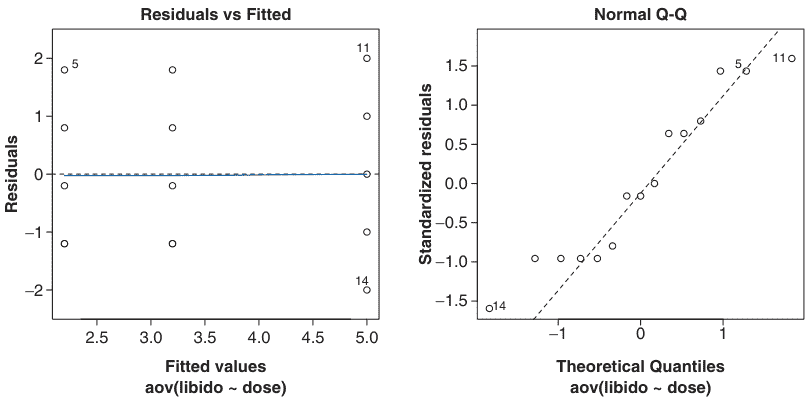 Residuals vs Fitted
Residuals
2
1
0
−1
−2
5
11
14
2.5 3.0 3.5 4.0 4.5 5.0
Fitted values
aov(libido ~ dose)
Normal Q-Q
Standardized residuals
1.5
1.0
0.5
0.0
−0.5
−1.0
−1.5
5
11
14
−1 0 1
Theoretical Quantiles
aov(libido ~ dose)